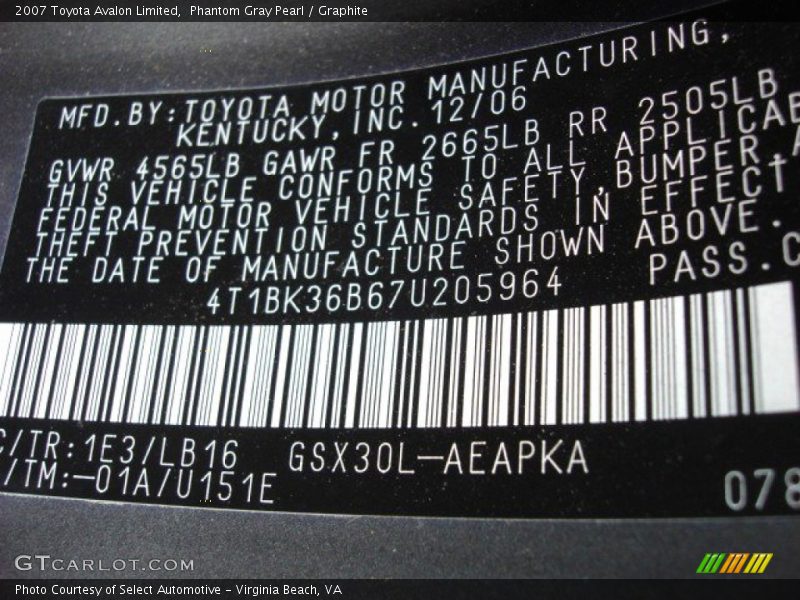 2007 Toyota Avalon Limited, Phantom Gray Pearl / Graphite
MFD.BY:TOYOTA MOTOR MANUFACTURING,
KENTUCKY,INC. 12/06
GVWR 4565LB GAWR FR 2665LB RR 2505LB
THIS VEHICLE CONFORMS TO ALL APPLICAB
FEDERAL MOTOR VEHICLE SAFETY,BUMPER,A
THEFT PREVENTION STANDARDS IN EFFECT
THE DATE OF MANUFACTURE SHOWN ABOVE.
4T1BK36B67U205964 PASS.C
C/TR:1E3/LB16 GSX30L-AEAPKA
/TM:-01A/U151E
078
GTCARLOT.COM
Photo Courtesy of Select Automotive - Virginia Beach, VA